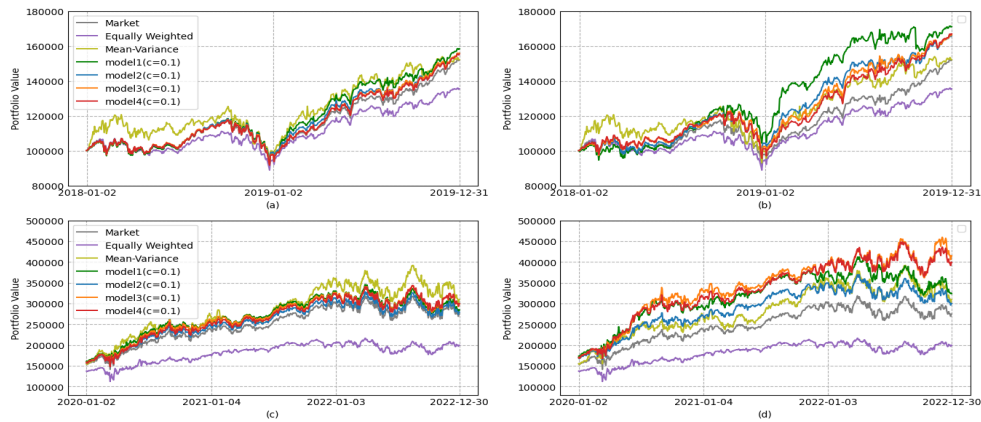 180000
160000
140000
120000
100000
80000
Portfolio Value
Market
Equally Weighted
Mean-Variance
model1(c=0.1)
model2(c=0.1)
model3(c=0.1)
model4(c=0.1)
2018-01-02 2019-01-02 2019-12-31
(a)
180000
160000
140000
120000
100000
80000
Portfolio Value
2018-01-02 2019-01-02 2019-12-31
(b)
500000
450000
400000
350000
300000
250000
200000
150000
100000
Portfolio Value
Market
Equally Weighted
Mean-Variance
model1(c=0.1)
model2(c=0.1)
model3(c=0.1)
model4(c=0.1)
2020-01-02 2021-01-04 2022-01-03 2022-12-30
(c)
500000
450000
400000
350000
300000
250000
200000
150000
100000
Portfolio Value
2020-01-02 2021-01-04 2022-01-03 2022-12-30
(d)